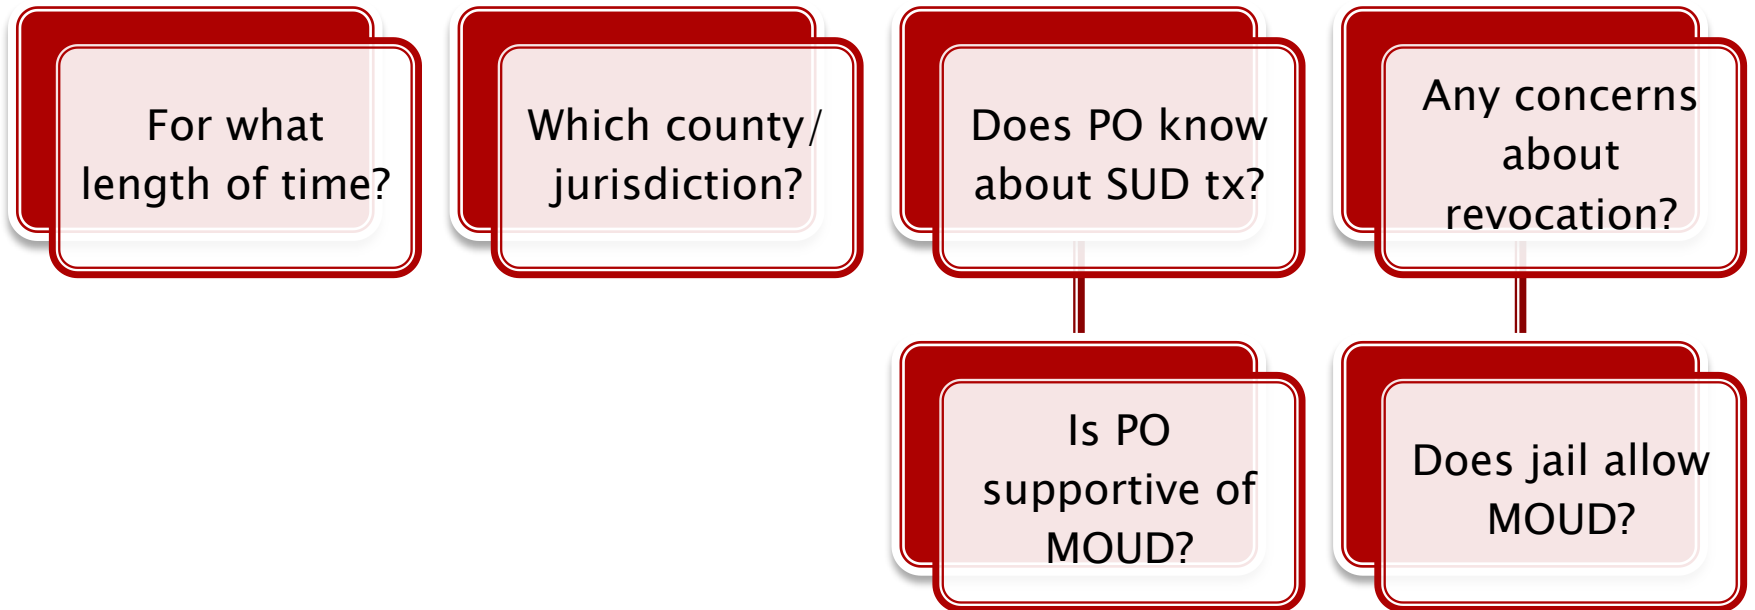 For what
length of time?
Which county/
jurisdiction?
Does PO know
about SUD tx?
Any concerns
about
revocation?
Is PO
supportive of
MOUD?
Does jail allow
MOUD?